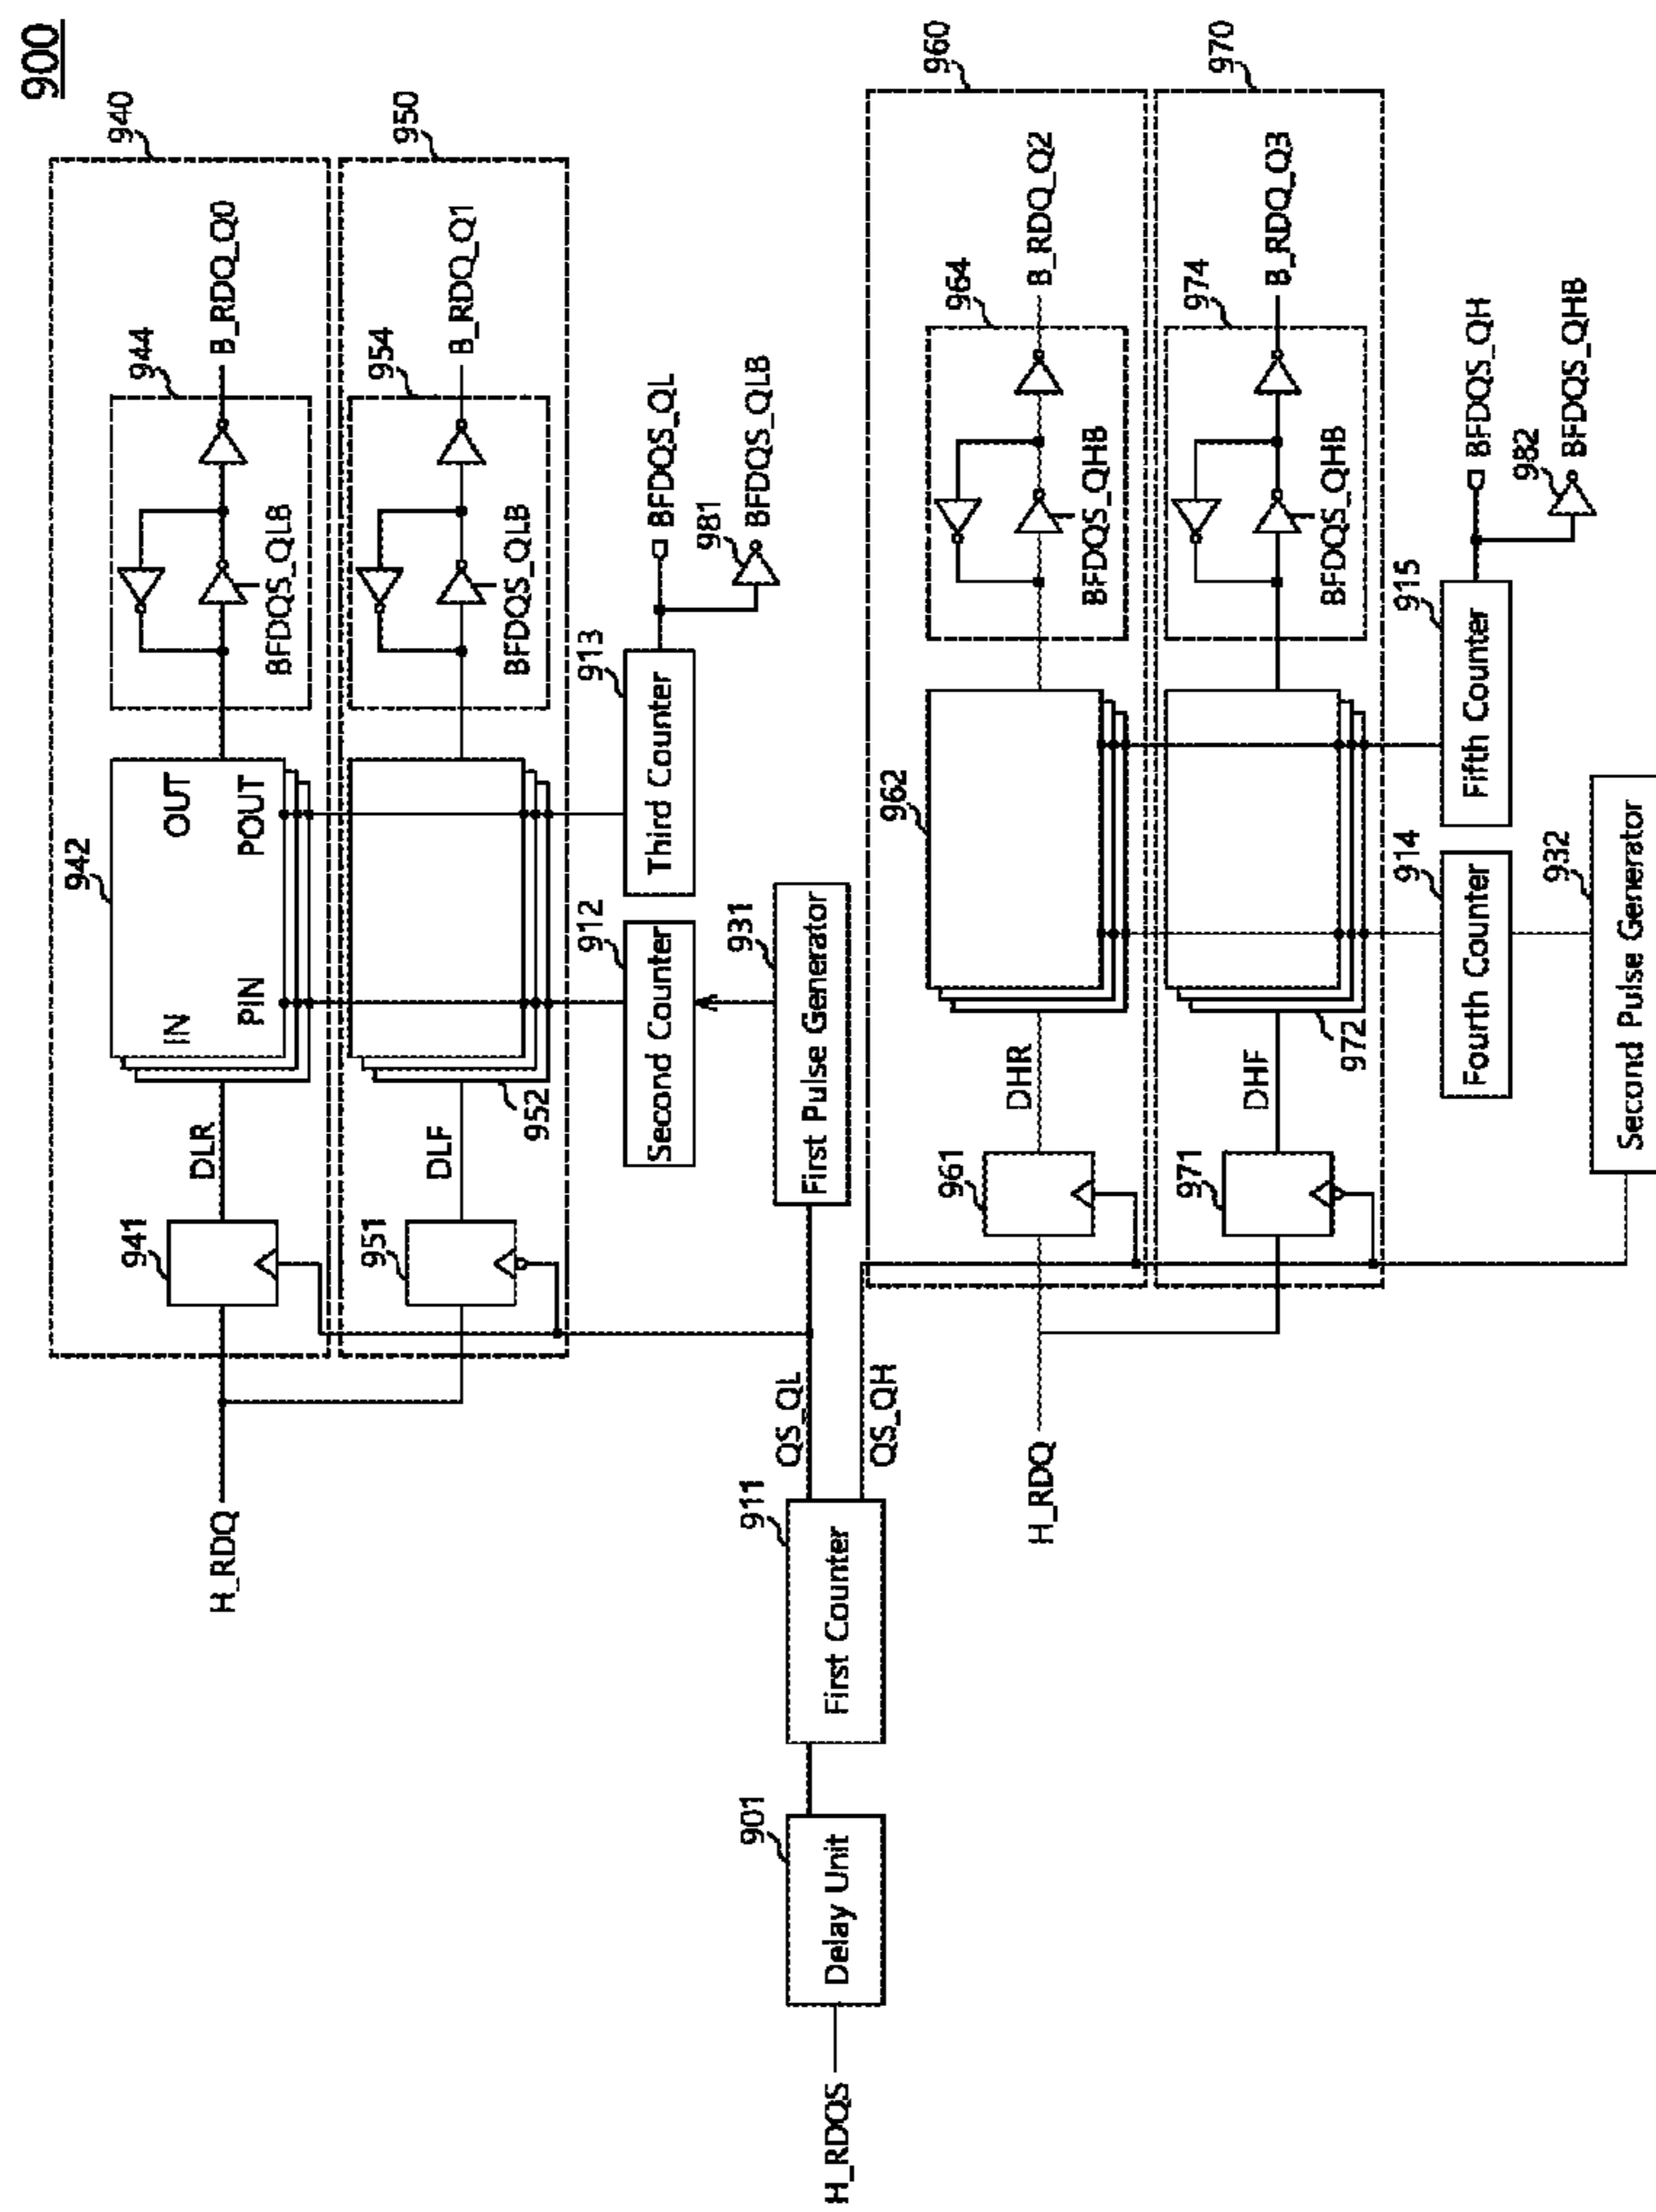 900
940
942
944
941
H_RDQ
DLR
IN
OUT
PIN
POUT
BFDQS_QLB
B_RDQ_Q0
950
951
DLF
952
954
BFDQS_QLB
B_RDQ_Q1
912
Second Counter
913
Third Counter
BFDQS_QL
981
BFDQS_QLB
931
First Pulse Generator
H_RDQS
901
Delay Unit
911
First Counter
QS_QL
QS_QH
960
H_RDQ
961
DHR
962
964
BFDQS_QHB
B_RDQ_Q2
970
971
DHF
972
974
BFDQS_QHB
B_RDQ_Q3
914
Fourth Counter
915
Fifth Counter
BFDQS_QH
982
BFDQS_QHB
932
Second Pulse Generator